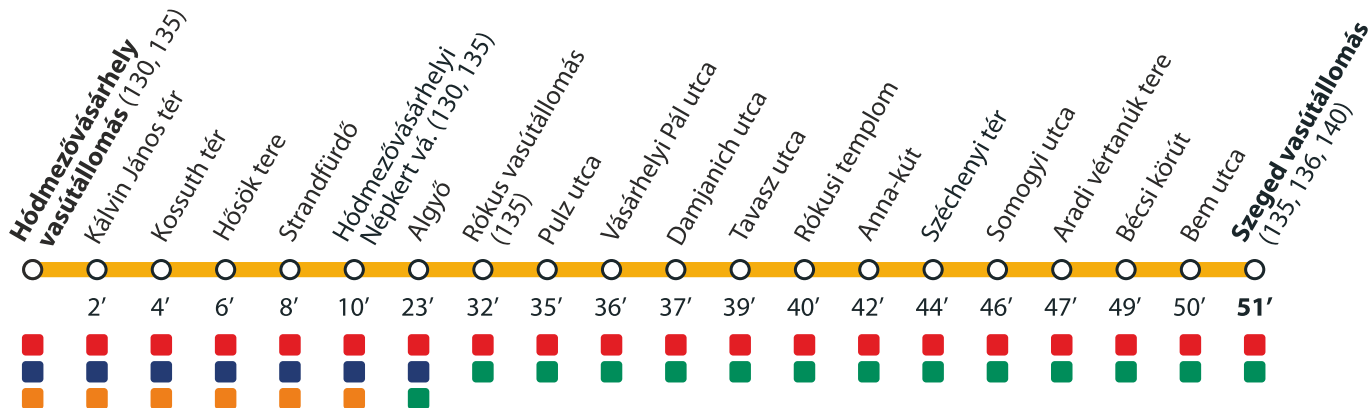 Hódmezővásárhely
vasútállomás (130, 135)
Kálvin János tér
Kossuth tér
Hősök tere
Strandfürdő
Hódmezővásárhelyi
Népkert vá. (130, 135)
Algyő
Rókus vasútállomás
(135)
Pulz utca
Vásárhelyi Pál utca
Damjanich utca
Tavasz utca
Rókusi templom
Anna-kút
Széchenyi tér
Somogyi utca
Aradi vértanúk tere
Bécsi körút
Bem utca
Szeged vasútállomás
(135, 136, 140)
2′ 4′ 6′ 8′ 10′ 23′ 32′ 35′ 36′ 37′ 39′ 40′ 42′ 44′ 46′ 47′ 49′ 50′ 51′